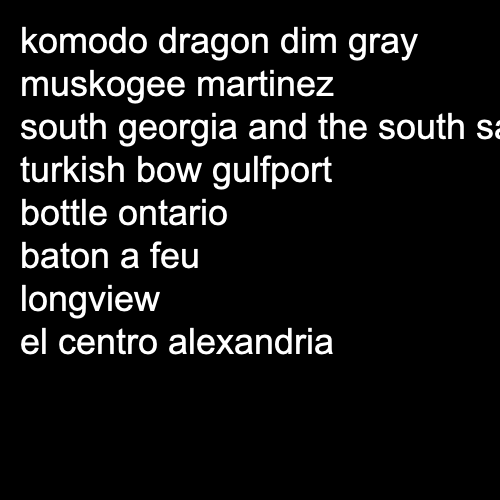 komodo dragon dim gray
muskogee martinez
south georgia and the south
turkish bow gulfport
bottle ontario
baton a feu
longview
el centro alexandria